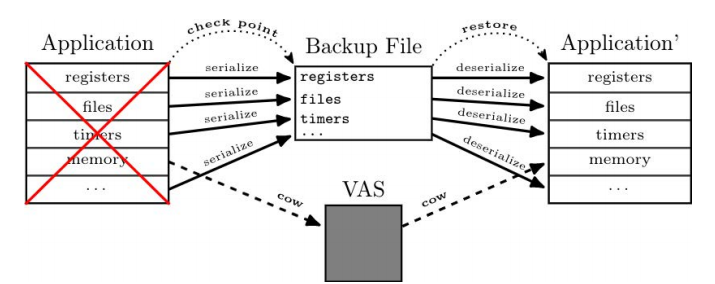 check point
restore
Application
Backup File
Application'
registers
files
timers
memory
...
serialize
serialize
serialize
serialize
registers
files
timers
...
deserialize
deserialize
deserialize
deserialize
registers
files
timers
memory
...
cow
VAS
cow